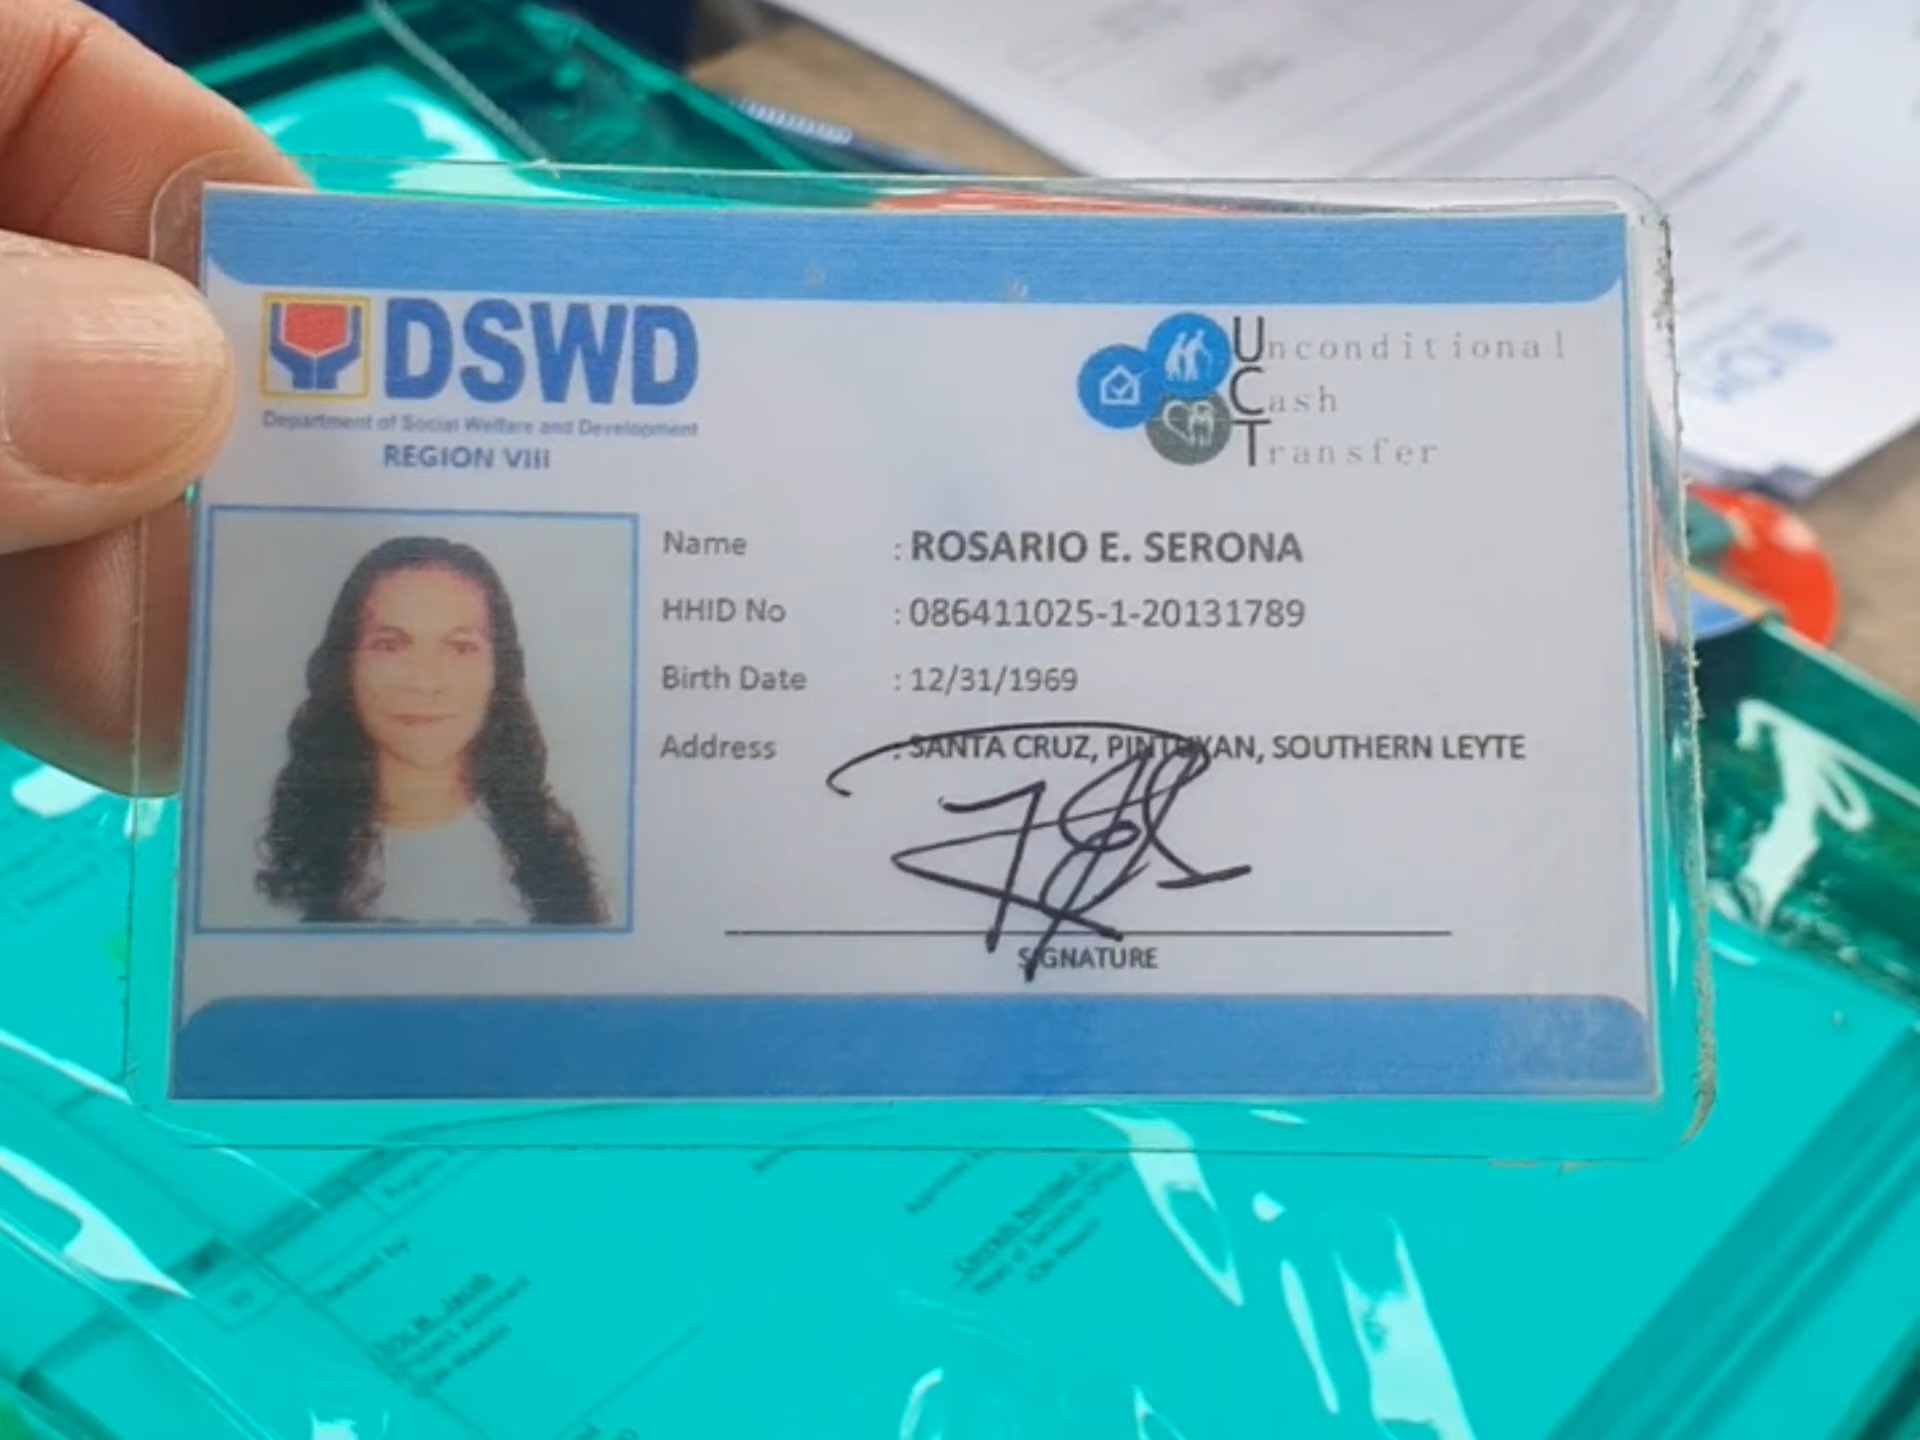 DSWD
Department of Social Welfare and Development
REGION VIII
Unconditional
Cash
Transfer
Name : ROSARIO E. SERONA
HHID No : 086411025-1-20131789
Birth Date : 12/31/1969
Address : SANTA CRUZ, PINTUYAN, SOUTHERN LEYTE
SIGNATURE